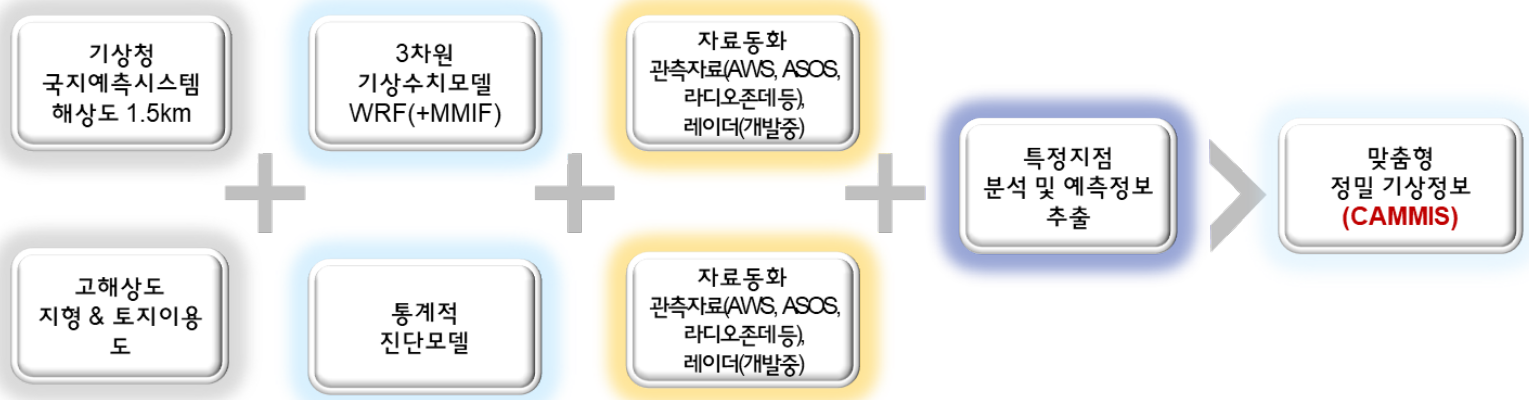 기상청
국지예측시스템
해상도 1.5km
고해상도
지형 & 토지이용
도
3차원
기상수치모델
WRF(+MMIF)
통계적
진단모델
자료동화
관측자료(AWS, ASOS,
라디오존데등),
레이더(개발중)
자료동화
관측자료(AWS, ASOS,
라디오존데등),
레이더(개발중)
특정지점
분석 및 예측정보
추출
맞춤형
정밀 기상정보
(CAMMIS)